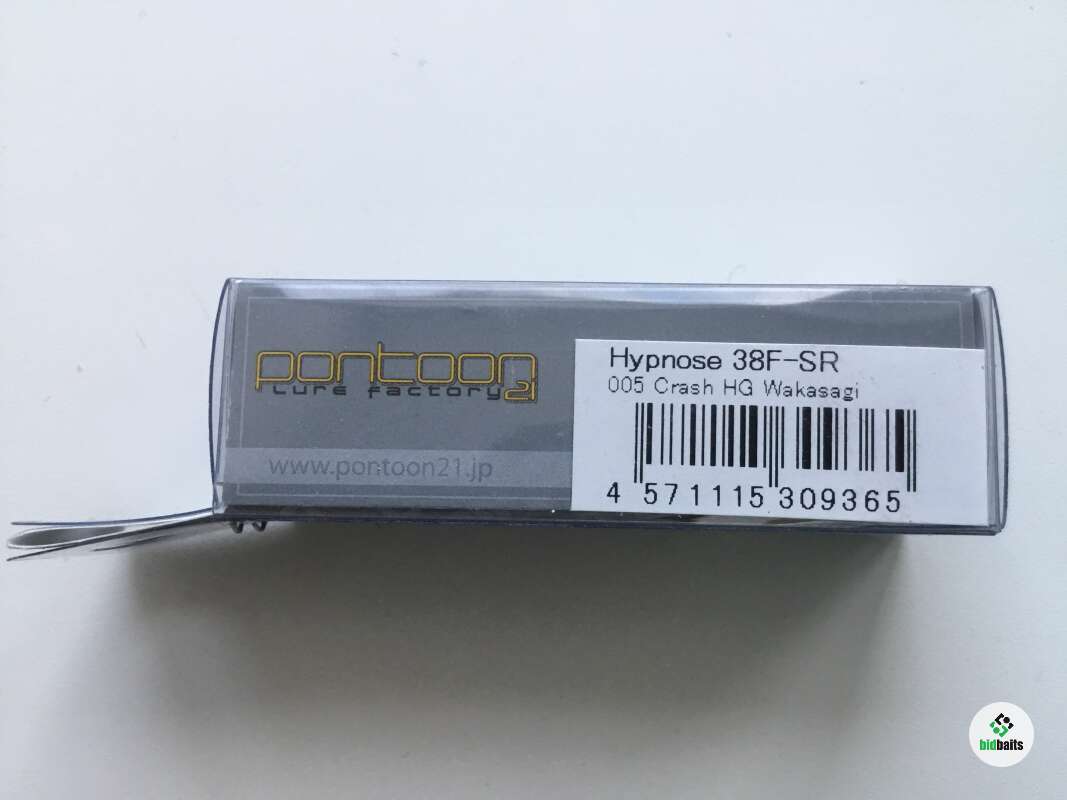 pontoon
lure factory 21
www.pontoon21.jp
Hypnose 38F-SR
005 Crash HG Wakasagi
4 571115 309365
bidbaits